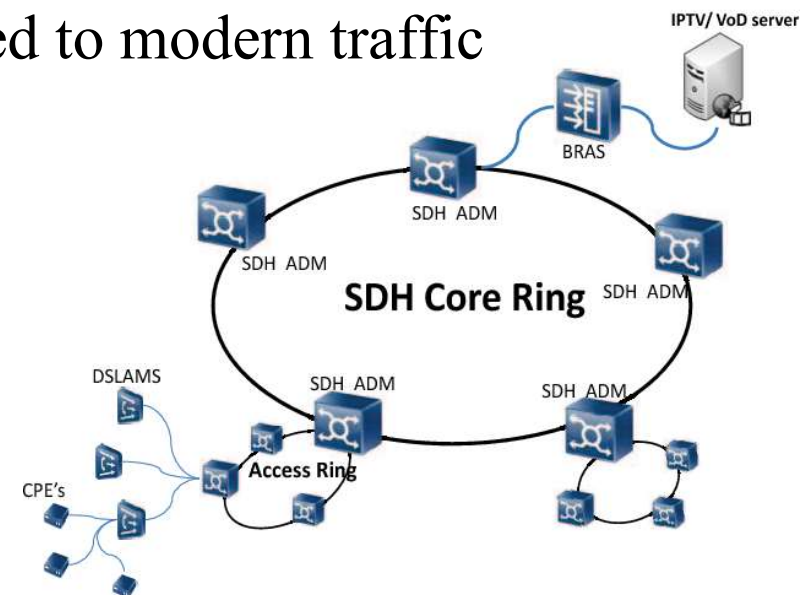 ed to modern traffic
IPTV/ VoD server
BRAS
SDH ADM
SDH ADM
SDH ADM
SDH Core Ring
DSLAMS
SDH ADM
SDH ADM
Access Ring
CPE's